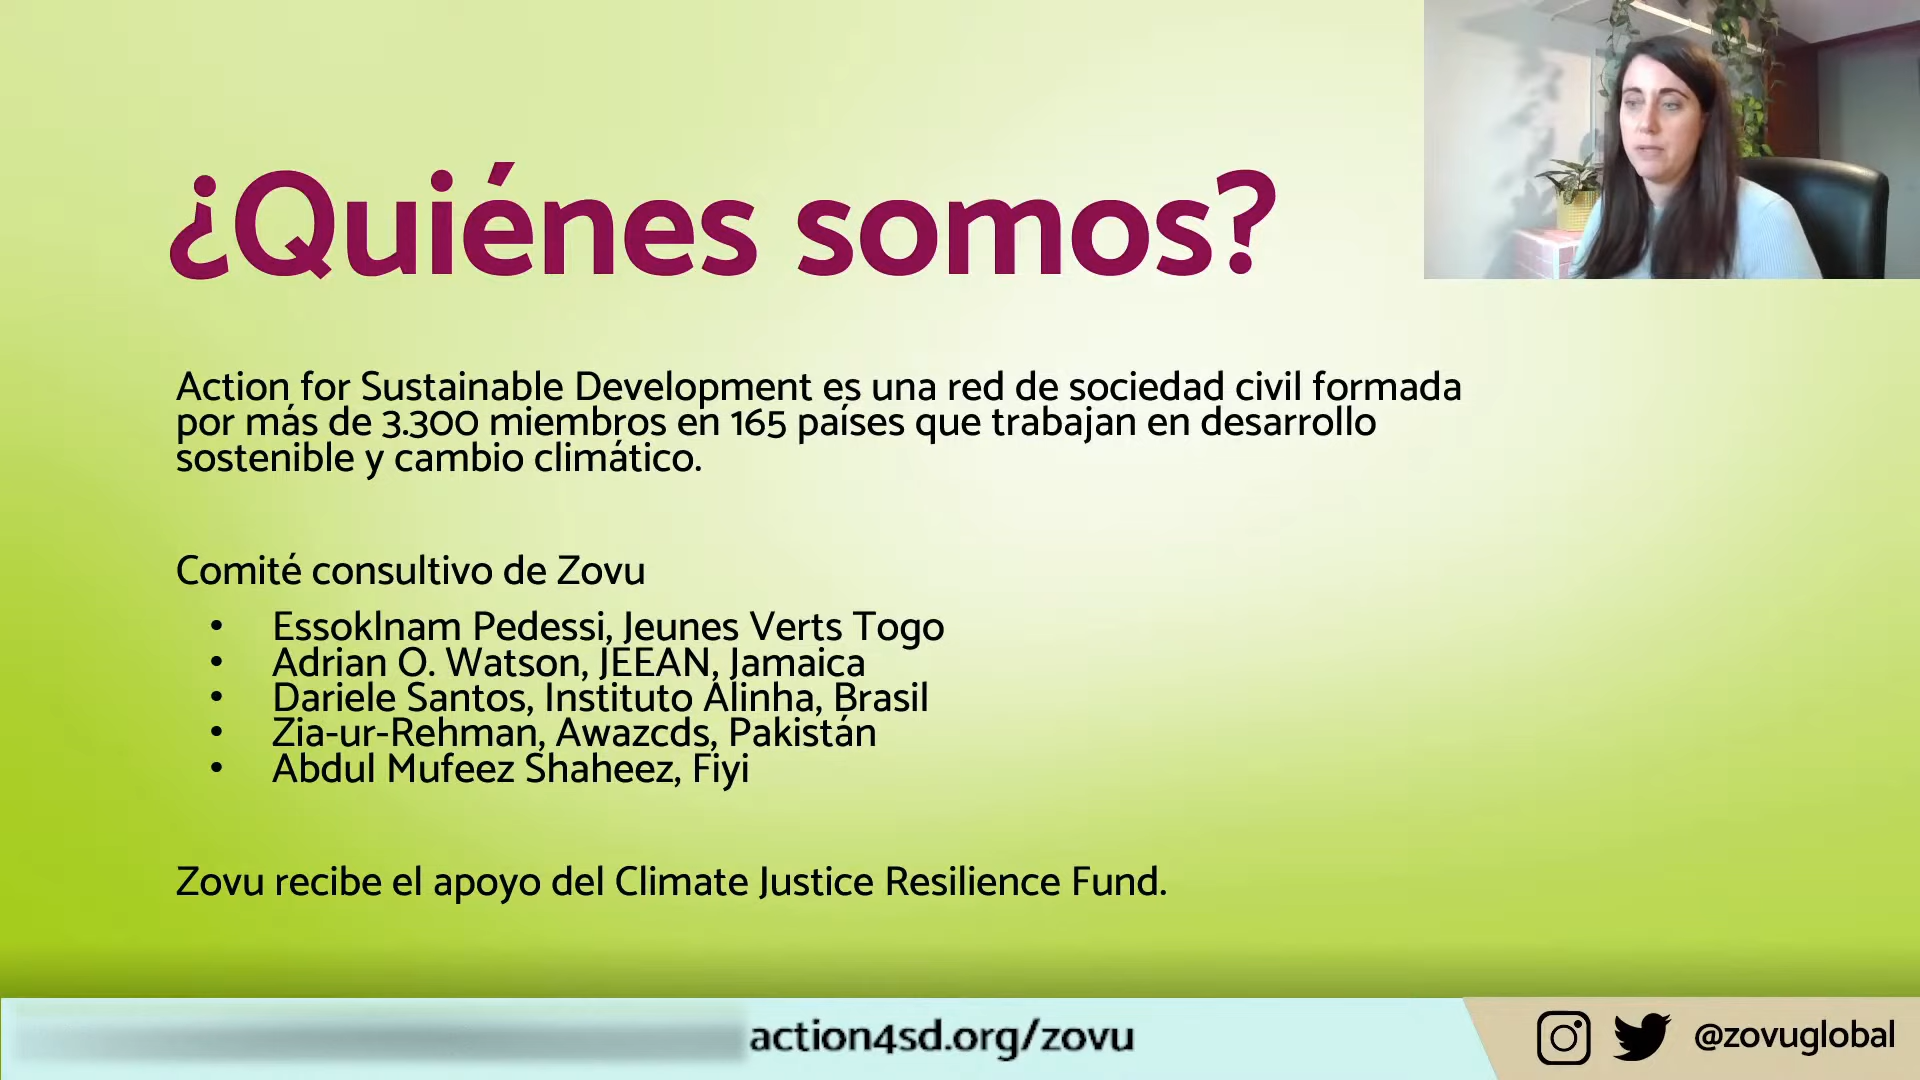 ¿Quiénes somos?
Action for Sustainable Development es una red de sociedad civil formada
por más de 3.300 miembros en 165 países que trabajan en desarrollo
sostenible y cambio climático.
Comité consultivo de Zovu
• Essoklnam Pedessi, Jeunes Verts Togo
• Adrian O. Watson, JEEAN, Jamaica
• Dariele Santos, Instituto Alinha, Brasil
• Zia-ur-Rehman, Awazcds, Pakistán
• Abdul Mufeez Shaheez, Fiyi
Zovu recibe el apoyo del Climate Justice Resilience Fund.
action4sd.org/zovu
@zovuglobal